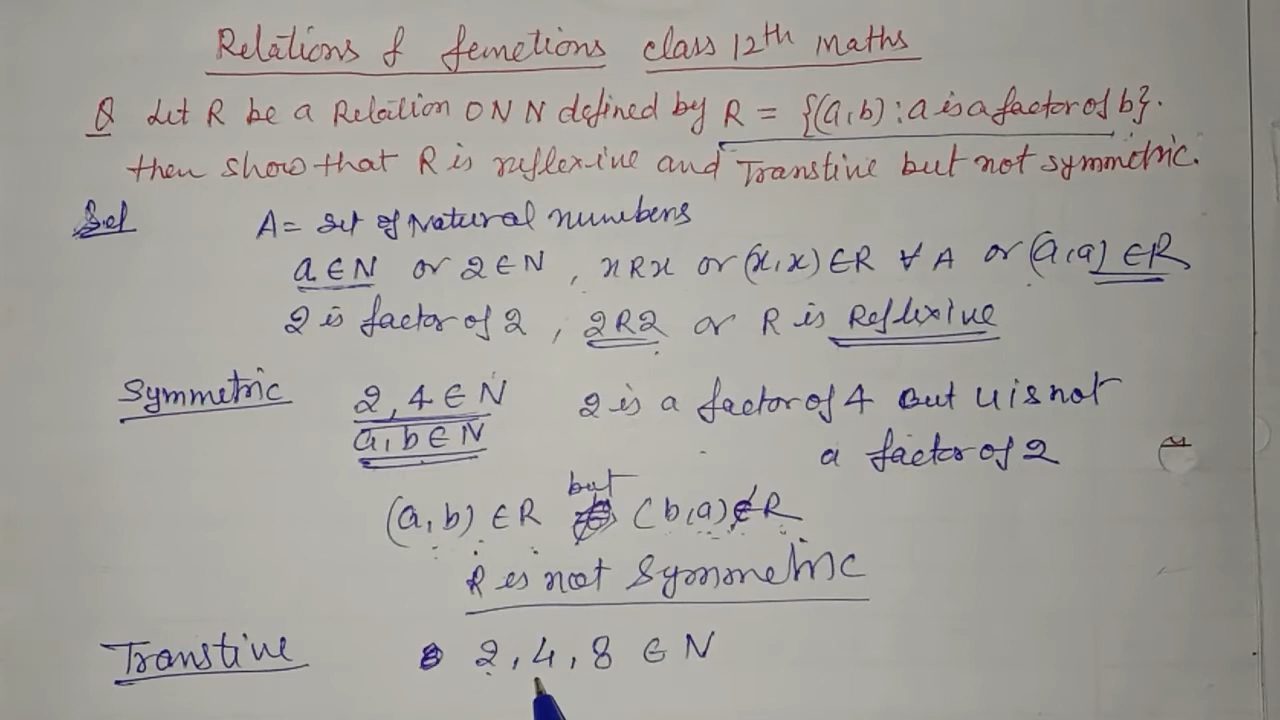 Relations & functions class 12th Maths
Q Let R be a Relation ON N defined by R = {(a,b) : a is a factor of b}.
then show that R is reflexive and Transtive but not symmetric.
Sol A = set of Natural numbers
a ∈ N or 2 ∈ N , xRx or (x,x) ∈ R ∀ A or (a,a) ∈ R
2 is factor of 2 , 2R2 or R is Reflexive
Symmetric 2, 4 ∈ N 2 is a factor of 4 but 4 is not
a,b ∈ N a factor of 2
(a,b) ∈ R but (b,a) ∉ R
R is not Symmetric
Transtive 2, 4, 8 ∈ N